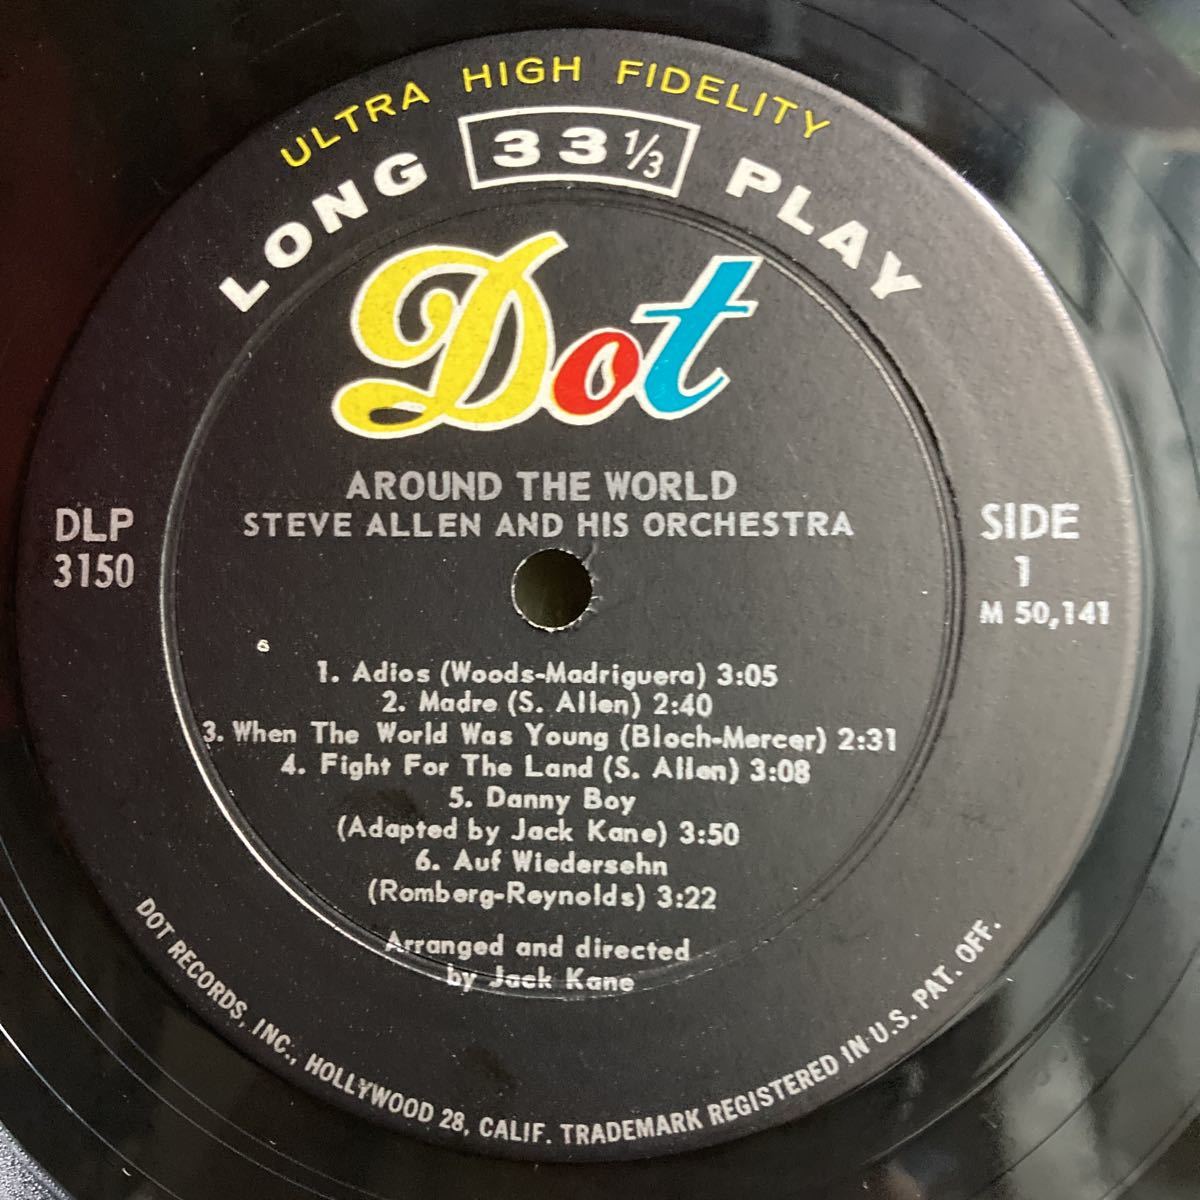 ULTRA HIGH FIDELITY
LONG 33 1/3 PLAY
Dot
AROUND THE WORLD
STEVE ALLEN AND HIS ORCHESTRA
DLP
3150
SIDE
1
M 50,141
6
1. Adios (Woods-Madriguera) 3:05
2. Madre (S. Allen) 2:40
3. When The World Was Young (Bloch-Mercer) 2:31
4. Fight For The Land (S. Allen) 3:08
5. Danny Boy
(Adapted by Jack Kane) 3:50
6. Auf Wiedersehn
(Romberg-Reynolds) 3:22
Arranged and directed
by Jack Kane
DOT RECORDS, INC., HOLLYWOOD 28, CALIF. TRADEMARK REGISTERED IN U.S. PAT. OFF.